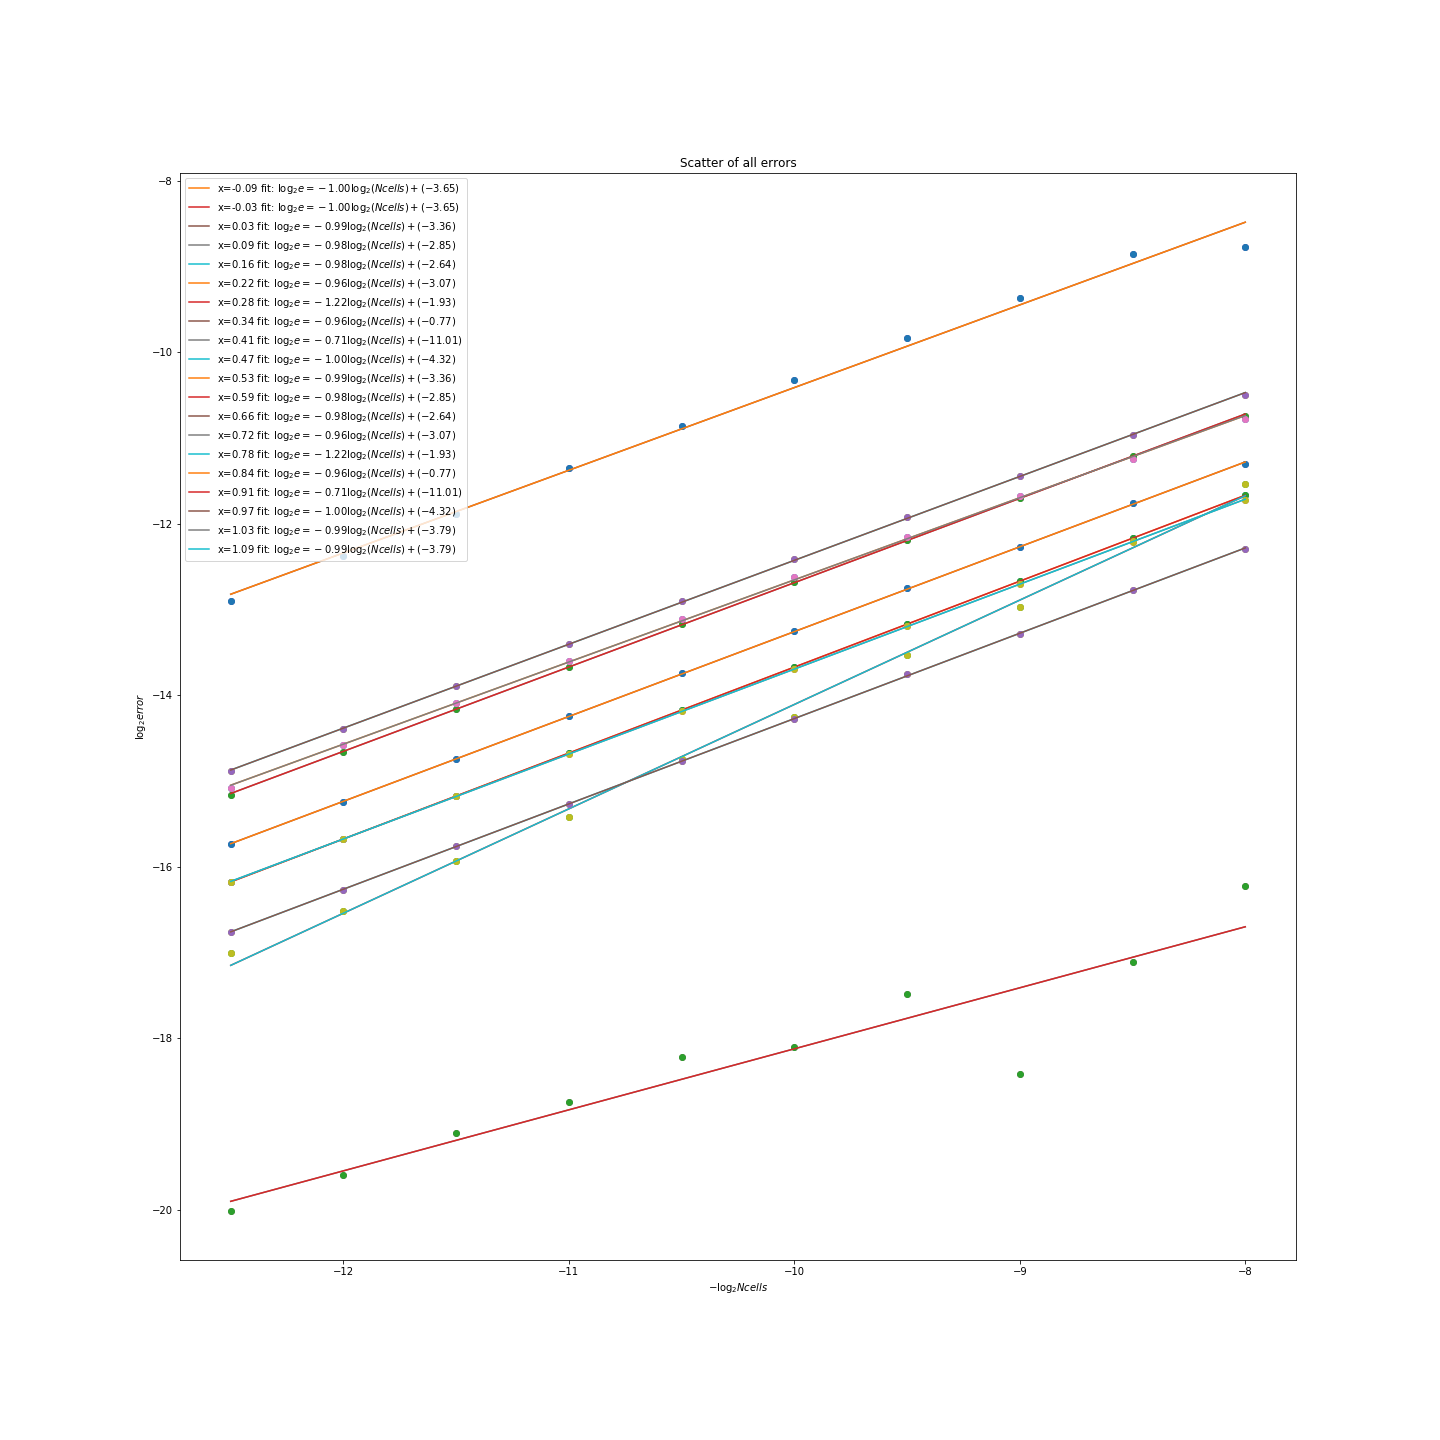 Scatter of all errors
x=-0.09 fit: log₂e = −1.00log₂(Ncells) + (−3.65)
x=-0.03 fit: log₂e = −1.00log₂(Ncells) + (−3.65)
x=0.03 fit: log₂e = −0.99log₂(Ncells) + (−3.36)
x=0.09 fit: log₂e = −0.98log₂(Ncells) + (−2.85)
x=0.16 fit: log₂e = −0.98log₂(Ncells) + (−2.64)
x=0.22 fit: log₂e = −0.96log₂(Ncells) + (−3.07)
x=0.28 fit: log₂e = −1.22log₂(Ncells) + (−1.93)
x=0.34 fit: log₂e = −0.96log₂(Ncells) + (−0.77)
x=0.41 fit: log₂e = −0.71log₂(Ncells) + (−11.01)
x=0.47 fit: log₂e = −1.00log₂(Ncells) + (−4.32)
x=0.53 fit: log₂e = −0.99log₂(Ncells) + (−3.36)
x=0.59 fit: log₂e = −0.98log₂(Ncells) + (−2.85)
x=0.66 fit: log₂e = −0.98log₂(Ncells) + (−2.64)
x=0.72 fit: log₂e = −0.96log₂(Ncells) + (−3.07)
x=0.78 fit: log₂e = −1.22log₂(Ncells) + (−1.93)
x=0.84 fit: log₂e = −0.96log₂(Ncells) + (−0.77)
x=0.91 fit: log₂e = −0.71log₂(Ncells) + (−11.01)
x=0.97 fit: log₂e = −1.00log₂(Ncells) + (−4.32)
x=1.03 fit: log₂e = −0.99log₂(Ncells) + (−3.79)
x=1.09 fit: log₂e = −0.99log₂(Ncells) + (−3.79)
−8
−10
−12
−14
−16
−18
−20
log₂error
−12
−11
−10
−9
−8
−log₂Ncells